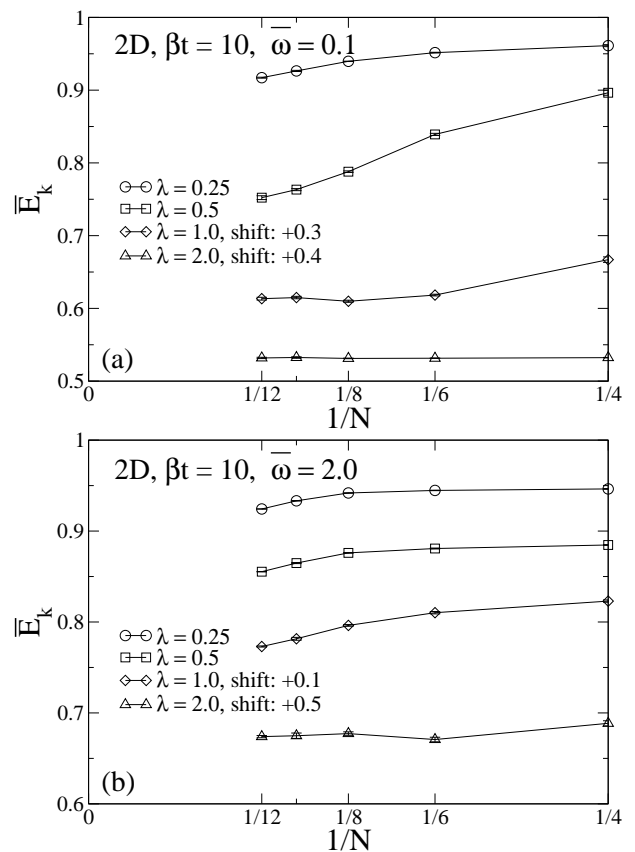 2D, βt = 10, ω̅ = 0.1
1
0.9
0.8
0.7
0.6
0.5
E̅ₖ
λ = 0.25
λ = 0.5
λ = 1.0, shift: +0.3
λ = 2.0, shift: +0.4
(a)
0
1/12
1/8
1/6
1/4
1/N
2D, βt = 10, ω̅ = 2.0
1
0.9
0.8
0.7
0.6
E̅ₖ
λ = 0.25
λ = 0.5
λ = 1.0, shift: +0.1
λ = 2.0, shift: +0.5
(b)
0
1/12
1/8
1/6
1/4
1/N